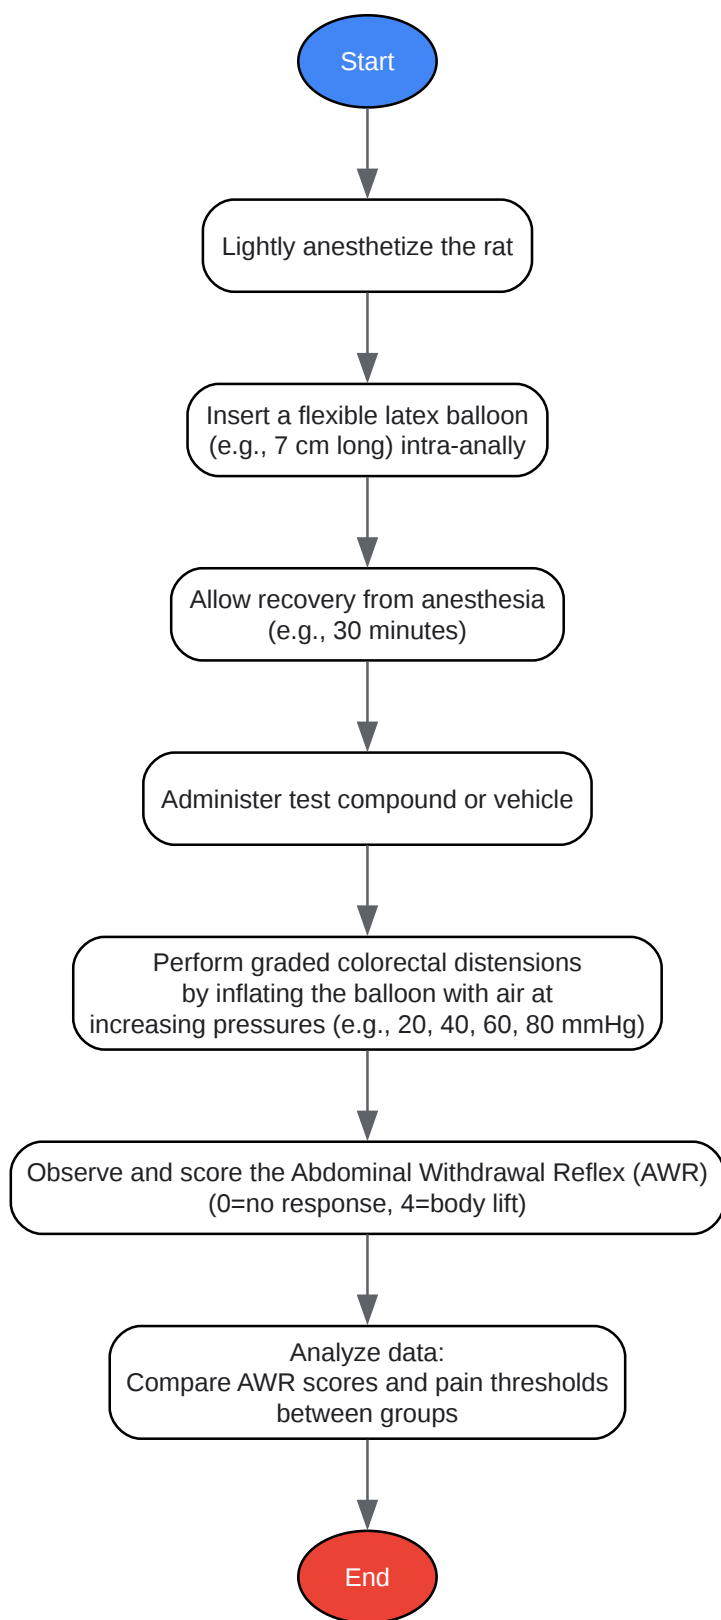 Start
Lightly anesthetize the rat
Insert a flexible latex balloon
(e.g., 7 cm long) intra-anally
Allow recovery from anesthesia
(e.g., 30 minutes)
Administer test compound or vehicle
Perform graded colorectal distensions
by inflating the balloon with air at
increasing pressures (e.g., 20, 40, 60, 80 mmHg)
Observe and score the Abdominal Withdrawal Reflex (AWR)
(0=no response, 4=body lift)
Analyze data:
Compare AWR scores and pain thresholds
between groups
End